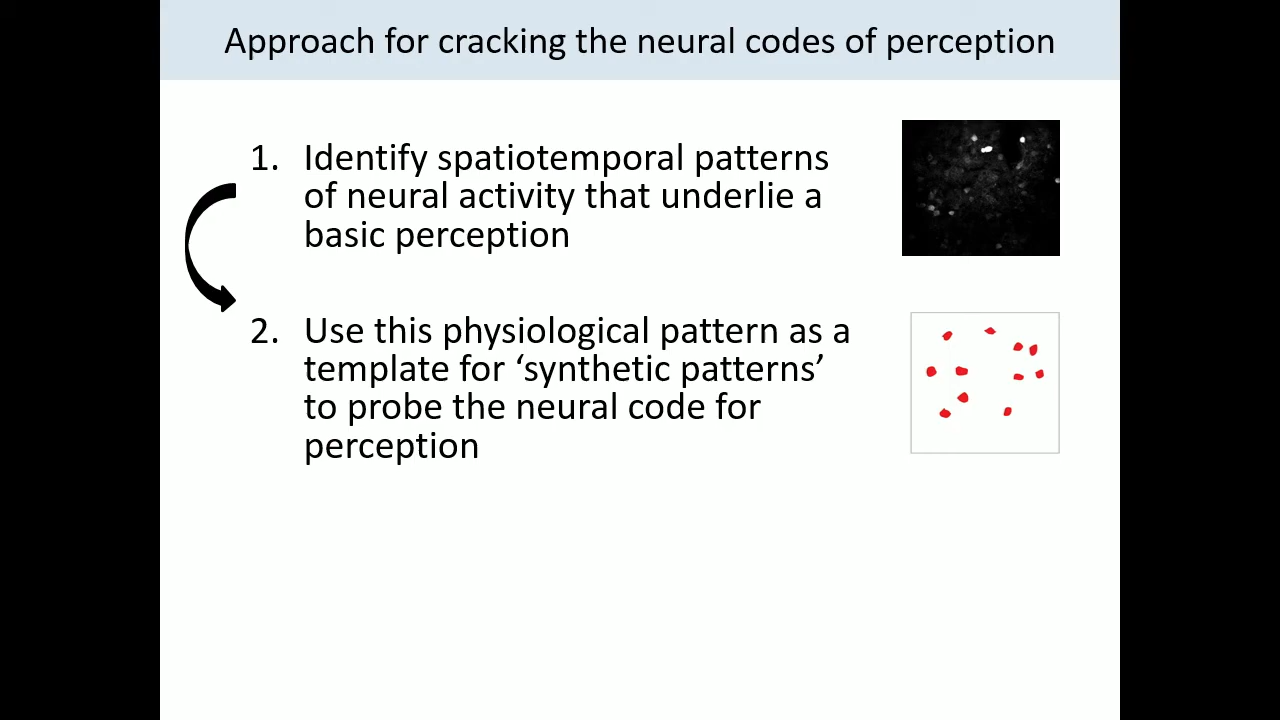 Approach for cracking the neural codes of perception
1. Identify spatiotemporal patterns
of neural activity that underlie a
basic perception
2. Use this physiological pattern as a
template for ‘synthetic patterns’
to probe the neural code for
perception